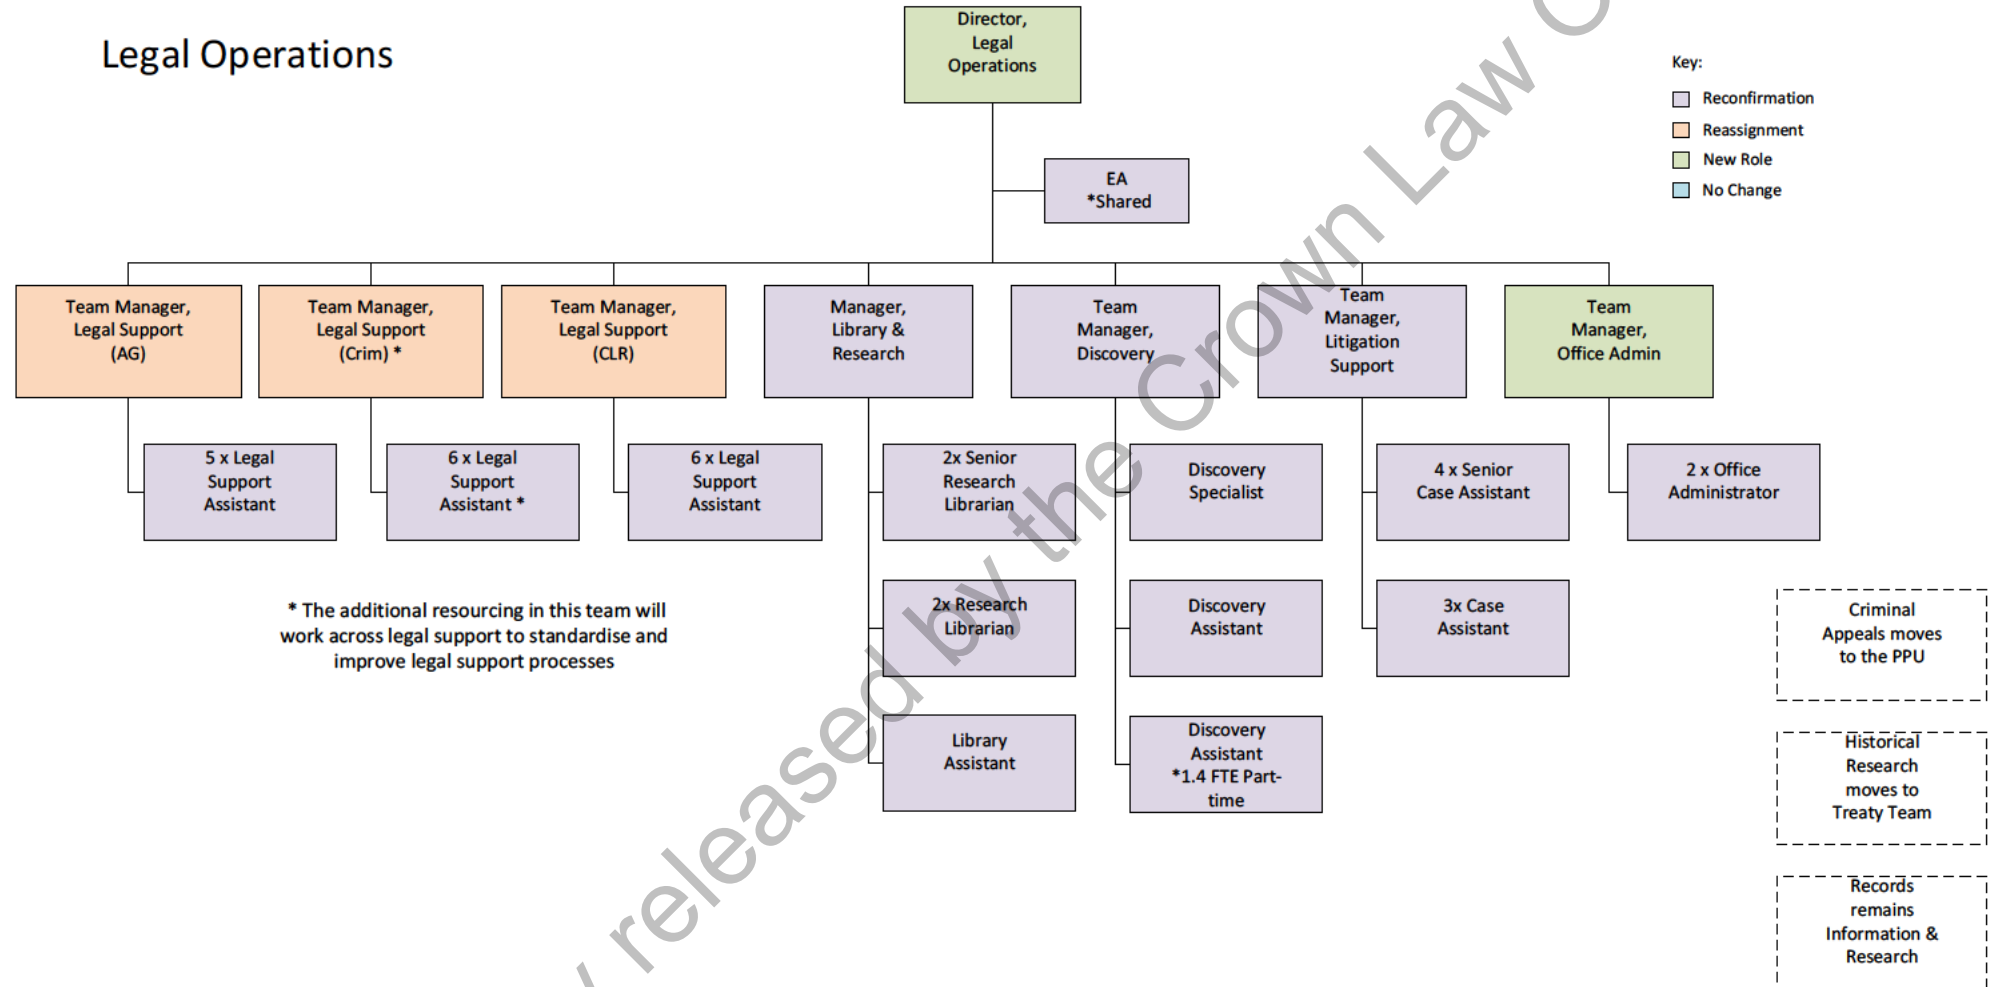 Legal Operations
Director,
Legal
Operations
Key:
Reconfirmation
Reassignment
New Role
No Change
EA
*Shared
Team Manager,
Legal Support
(AG)
Team Manager,
Legal Support
(Crim) *
Team Manager,
Legal Support
(CLR)
Manager,
Library &
Research
Team
Manager,
Discovery
Team
Manager,
Litigation
Support
Team
Manager,
Office Admin
5 x Legal
Support
Assistant
6 x Legal
Support
Assistant *
6 x Legal
Support
Assistant
2x Senior
Research
Librarian
Discovery
Specialist
4 x Senior
Case Assistant
2 x Office
Administrator
2x Research
Librarian
Discovery
Assistant
3x Case
Assistant
Library
Assistant
Discovery
Assistant
*1.4 FTE Part-
time
* The additional resourcing in this team will
work across legal support to standardise and
improve legal support processes
Criminal
Appeals moves
to the PPU
Historical
Research
moves to
Treaty Team
Records
remains
Information &
Research
released by the Crown Law